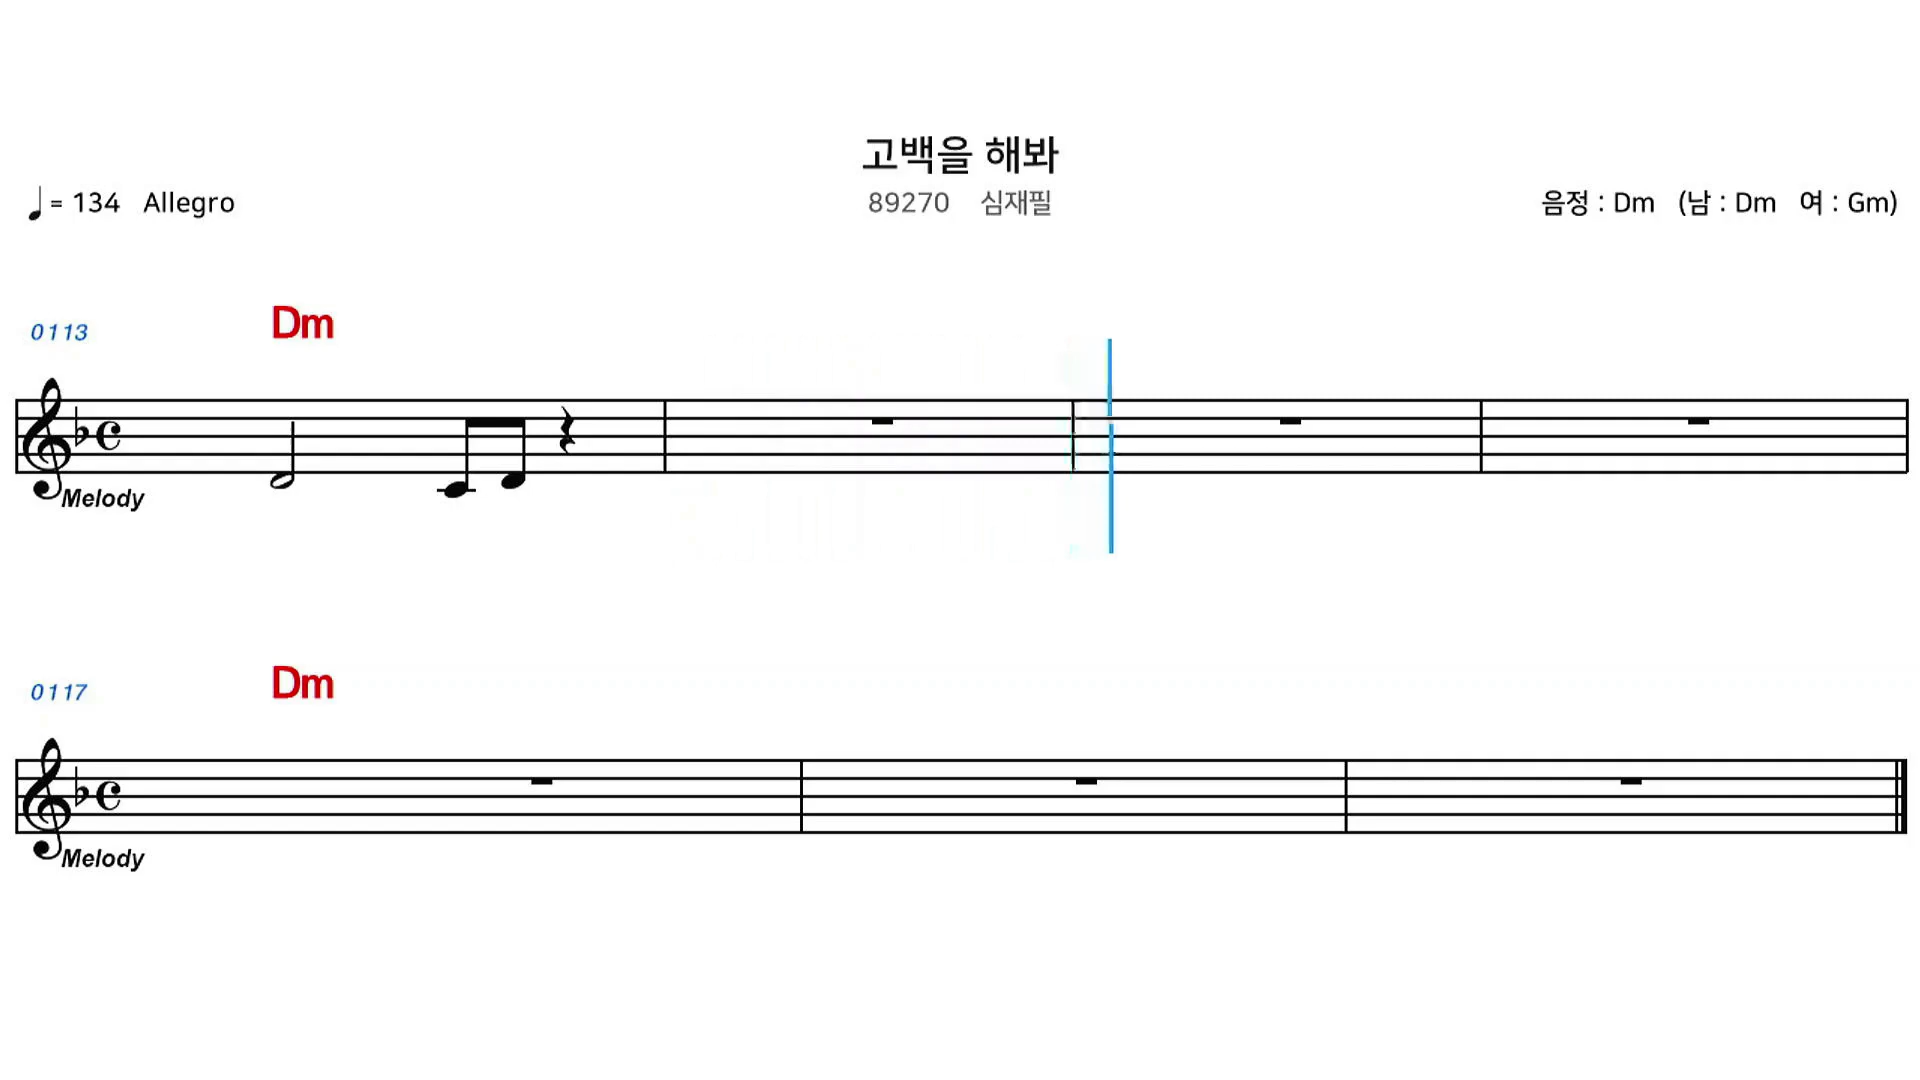 고백을 해봐
♩= 134 Allegro
89270 심재필
음정 : Dm (남 : Dm 여 : Gm)
0113 Dm
Melody
0117 Dm
Melody